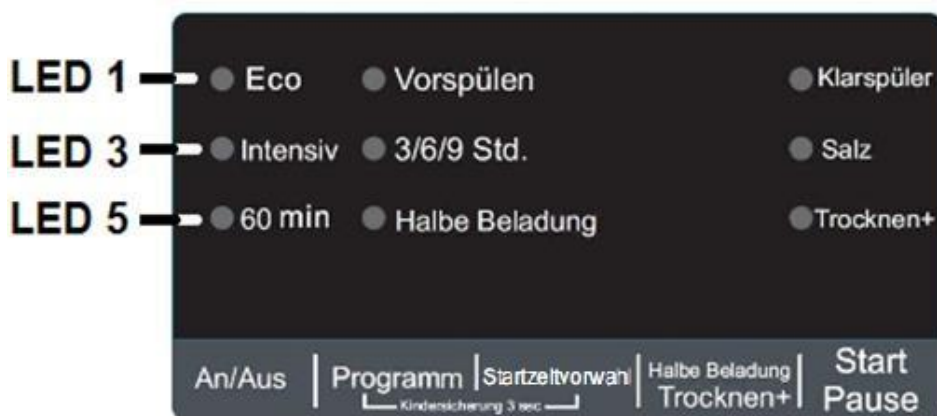 LED 1 Eco Vorspülen Klarspüler
LED 3 Intensiv 3/6/9 Std. Salz
LED 5 60 min Halbe Beladung Trocknen+
An/Aus
Programm
Startzeitvorwahl
Kindersicherung 3 sec
Halbe Beladung
Trocknen+
Start
Pause